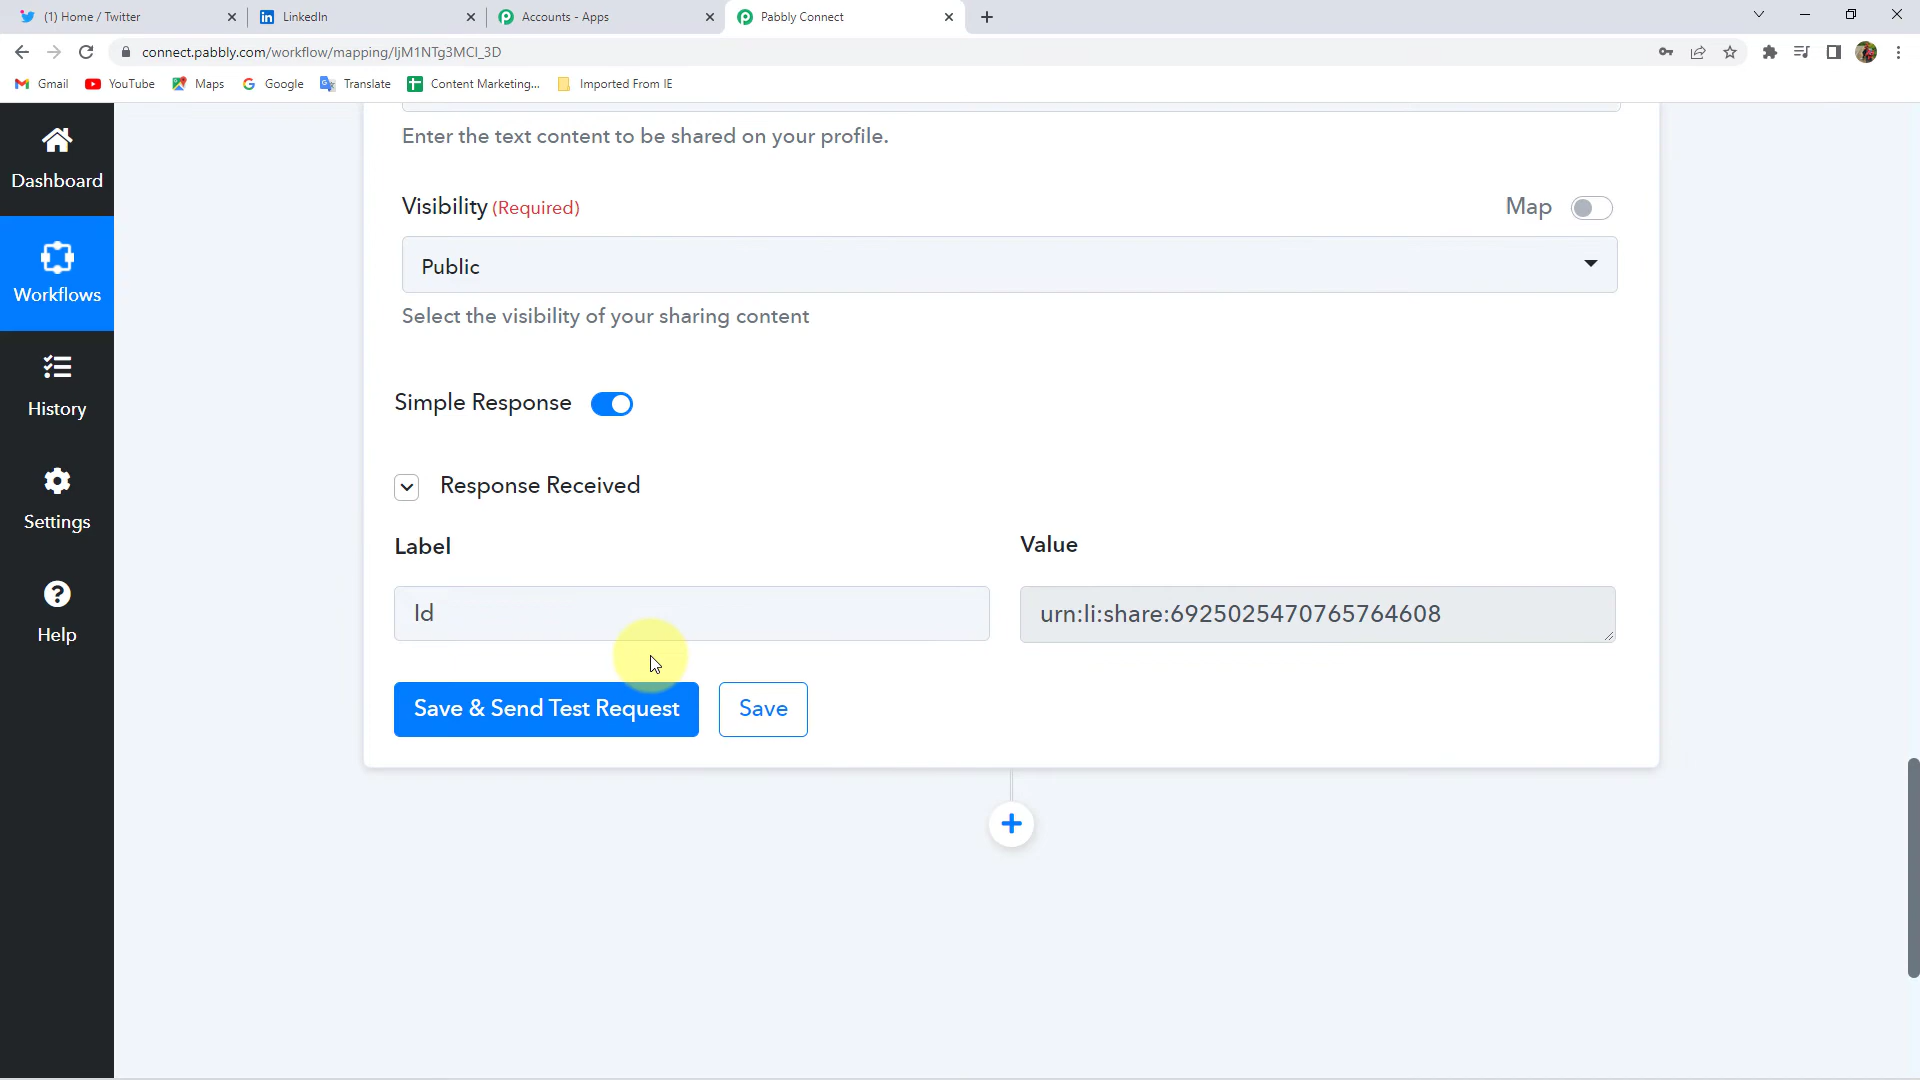 (1) Home / Twitter
LinkedIn
Accounts - Apps
Pabbly Connect
connect.pabbly.com/workflow/mapping/IjM1NTg3MCI_3D
Gmail
YouTube
Maps
Google
Translate
Content Marketing...
Imported From IE
Dashboard
Workflows
History
Settings
Help
Enter the text content to be shared on your profile.
Visibility (Required)
Map
Public
Select the visibility of your sharing content
Simple Response
Response Received
Label
Value
Id
urn:li:share:6925025470765764608
Save & Send Test Request
Save